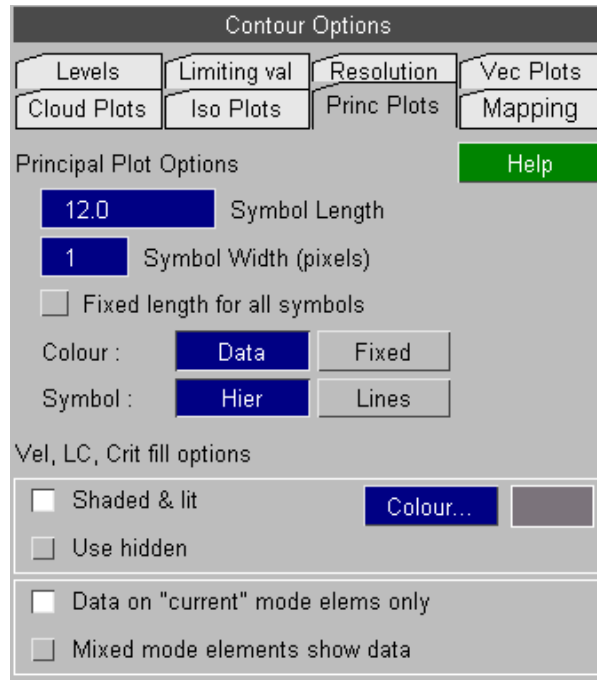 Contour Options
Levels Limiting val Resolution Vec Plots
Cloud Plots Iso Plots Princ Plots Mapping
Principal Plot Options Help
12.0 Symbol Length
1 Symbol Width (pixels)
Fixed length for all symbols
Colour : Data Fixed
Symbol : Hier Lines
Vel, LC, Crit fill options
Shaded & lit Colour...
Use hidden
Data on "current" mode elems only
Mixed mode elements show data